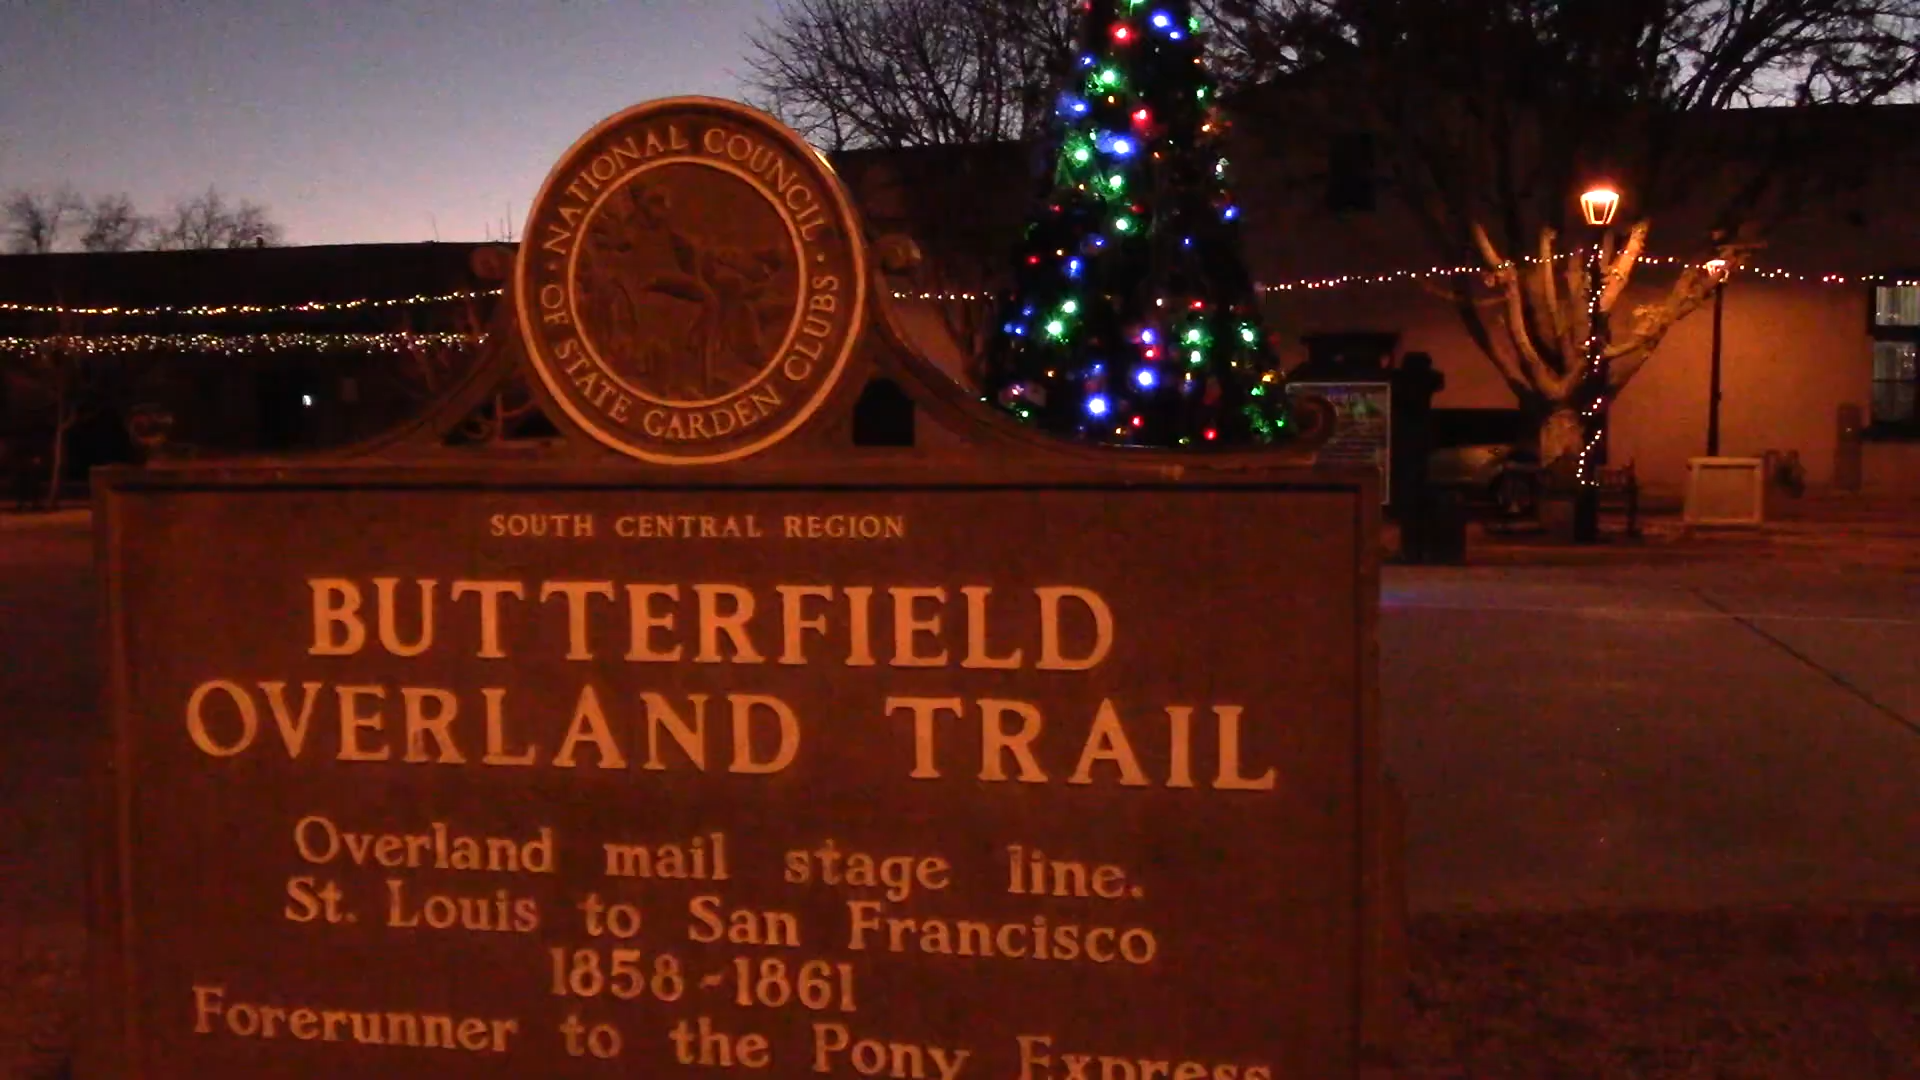 NATIONAL COUNCIL OF STATE GARDEN CLUBS
SOUTH CENTRAL REGION
BUTTERFIELD
OVERLAND TRAIL
Overland mail stage line.
St. Louis to San Francisco
1858-1861
Forerunner to the Pony Express